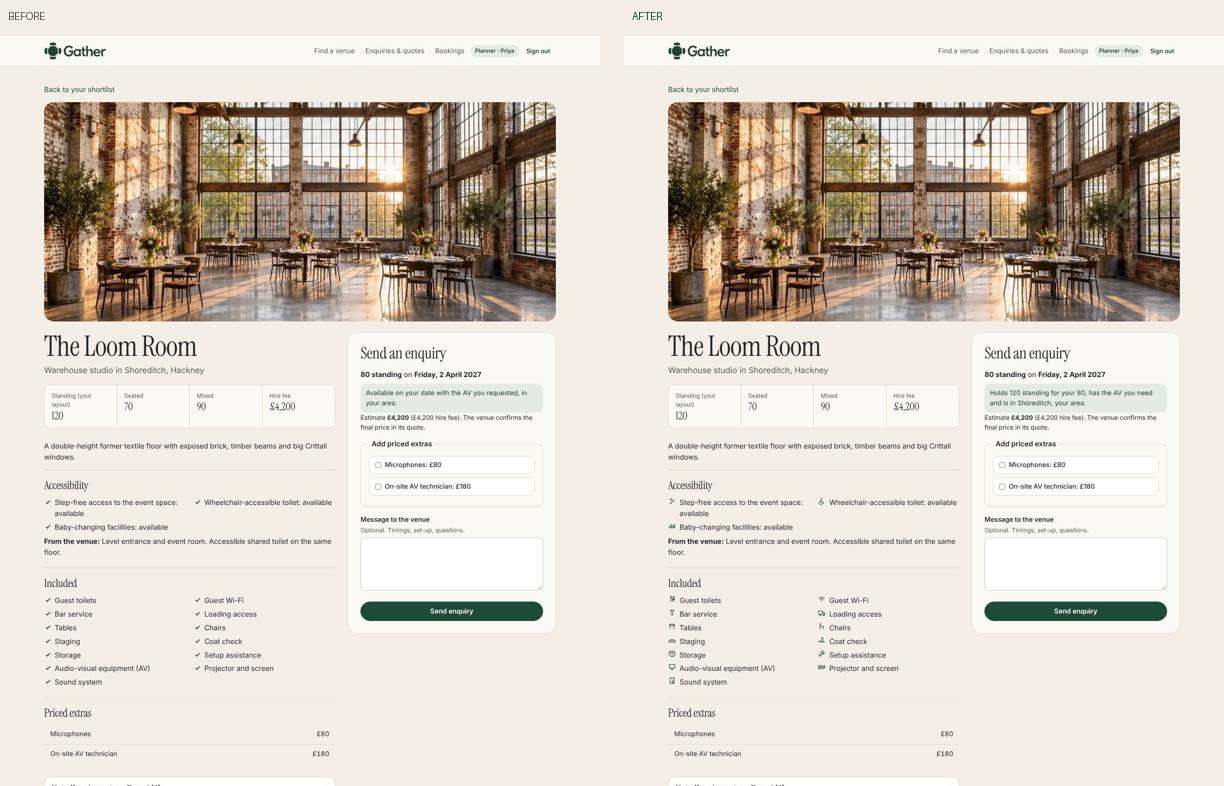 BEFORE
Gather
Find a venue Enquiries & quotes Bookings Planner · Priya Sign out
Back to your shortlist
The Loom Room
Warehouse studio in Shoreditch, Hackney
Standing (your layout)
120
Seated
70
Mixed
90
Hire fee
£4,200
A double-height former textile floor with exposed brick, timber beams and big Crittall
windows.
Accessibility
Step-free access to the event space:
available
Wheelchair-accessible toilet: available
Baby-changing facilities: available
From the venue: Level entrance and event room. Accessible shared toilet on the same
floor.
Included
Guest toilets
Guest Wi-Fi
Bar service
Loading access
Tables
Chairs
Staging
Coat check
Storage
Setup assistance
Audio-visual equipment (AV)
Projector and screen
Sound system
Priced extras
Microphones £80
On-site AV technician £180
Send an enquiry
80 standing on Friday, 2 April 2027
Available on your date with the AV you requested, in
your area.
Estimate £4,200 (£4,200 hire fee). The venue confirms the
final price in its quote.
Add priced extras
Microphones: £80
On-site AV technician: £180
Message to the venue
Optional. Timings, set-up, questions.
Send enquiry
AFTER
Gather
Find a venue Enquiries & quotes Bookings Planner · Priya Sign out
Back to your shortlist
The Loom Room
Warehouse studio in Shoreditch, Hackney
Standing (your layout)
120
Seated
70
Mixed
90
Hire fee
£4,200
A double-height former textile floor with exposed brick, timber beams and big Crittall
windows.
Accessibility
Step-free access to the event space:
available
Wheelchair-accessible toilet: available
Baby-changing facilities: available
From the venue: Level entrance and event room. Accessible shared toilet on the same
floor.
Included
Guest toilets
Guest Wi-Fi
Bar service
Loading access
Tables
Chairs
Staging
Coat check
Storage
Setup assistance
Audio-visual equipment (AV)
Projector and screen
Sound system
Priced extras
Microphones £80
On-site AV technician £180
Send an enquiry
80 standing on Friday, 2 April 2027
Holds 120 standing for your 80, has the AV you need
and is in Shoreditch, your area.
Estimate £4,200 (£4,200 hire fee). The venue confirms the
final price in its quote.
Add priced extras
Microphones: £80
On-site AV technician: £180
Message to the venue
Optional. Timings, set-up, questions.
Send enquiry